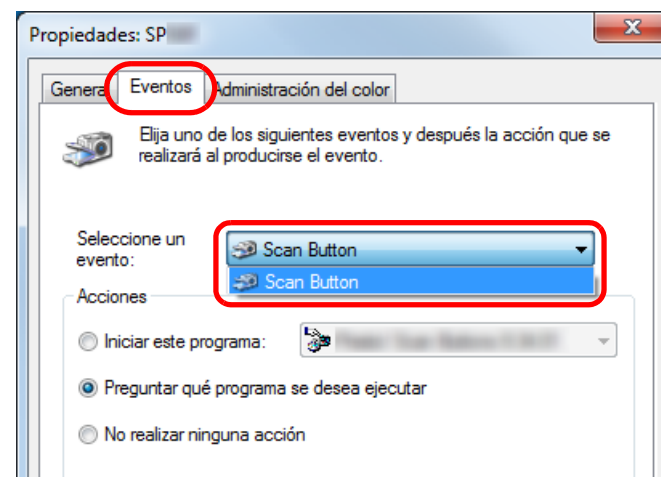 Propiedades: SP
General
Eventos
Administración del color
Elija uno de los siguientes eventos y después la acción que se
realizará al producirse el evento.
Seleccione un
evento:
Scan Button
Scan Button
Acciones
Iniciar este programa:
Preguntar qué programa se desea ejecutar
No realizar ninguna acción